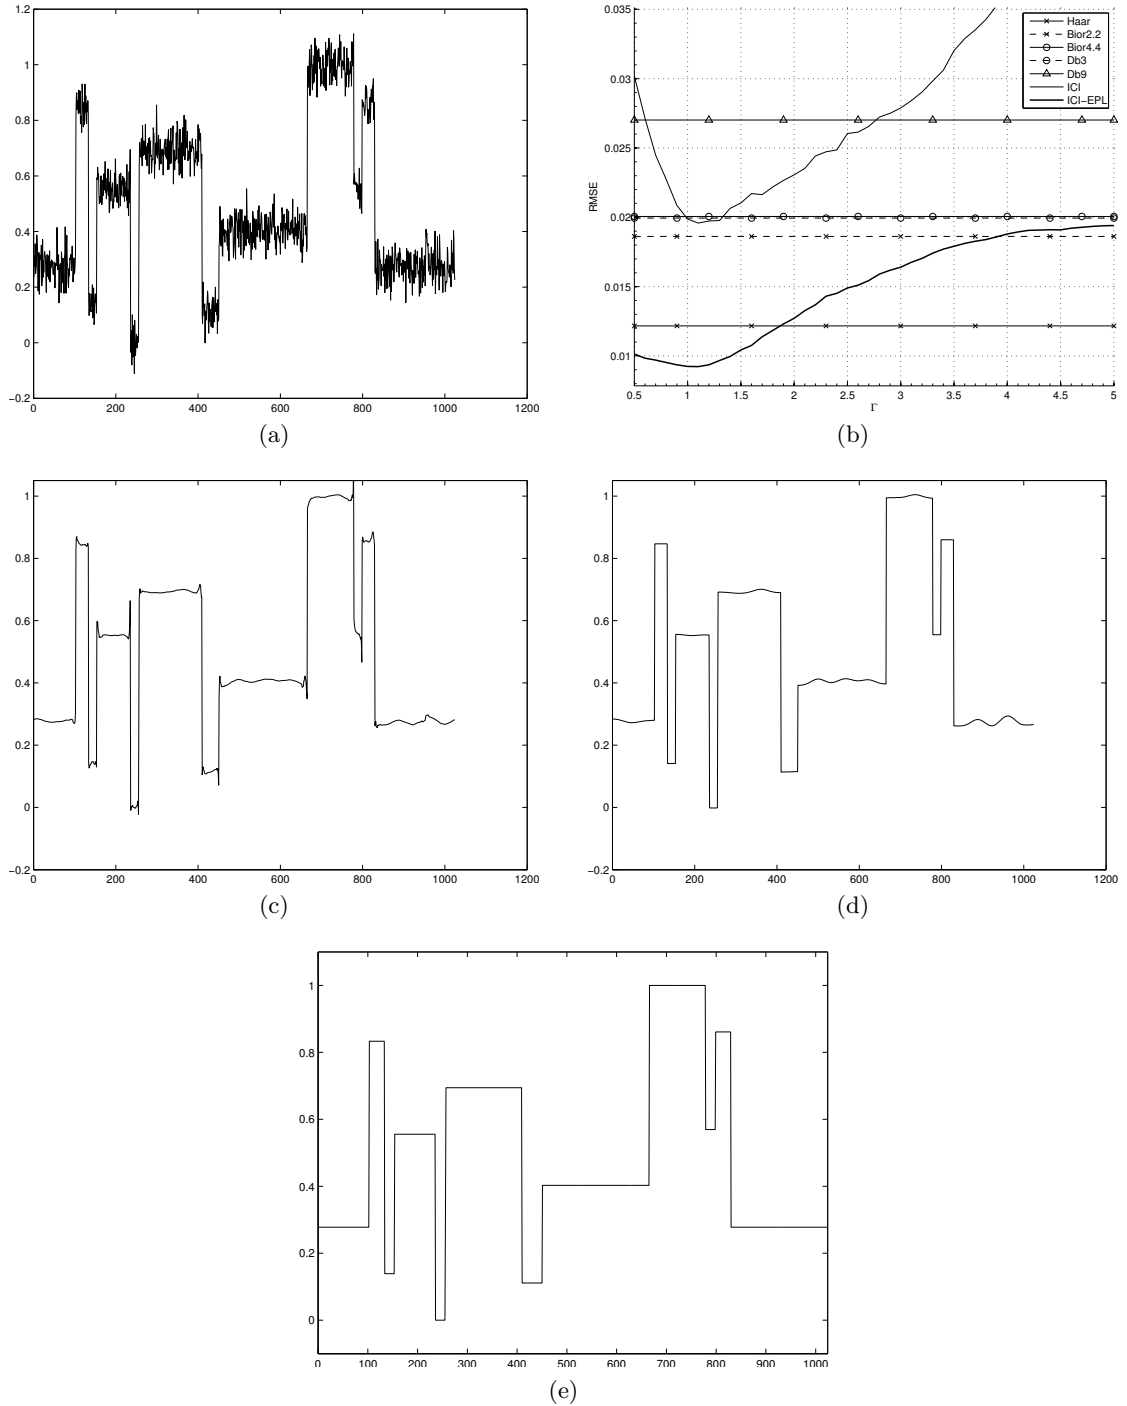 1.2
1
0.8
0.6
0.4
0.2
0
−0.2
0 200 400 600 800 1000 1200
(a)
0.035
0.03
0.025
0.020
0.015
0.01
RMSE
0.5 1 1.5 2 2.5 3 3.5 4 4.5 5
Γ
Haar
Bior2.2
Bior4.4
Db3
Db9
ICI
ICI−EPL
(b)
1
0.8
0.6
0.4
0.2
0
−0.2
0 200 400 600 800 1000 1200
(c)
1
0.8
0.6
0.4
0.2
0
−0.2
0 200 400 600 800 1000 1200
(d)
1
0.8
0.6
0.4
0.2
0
0 100 200 300 400 500 600 700 800 900 1000
(e)